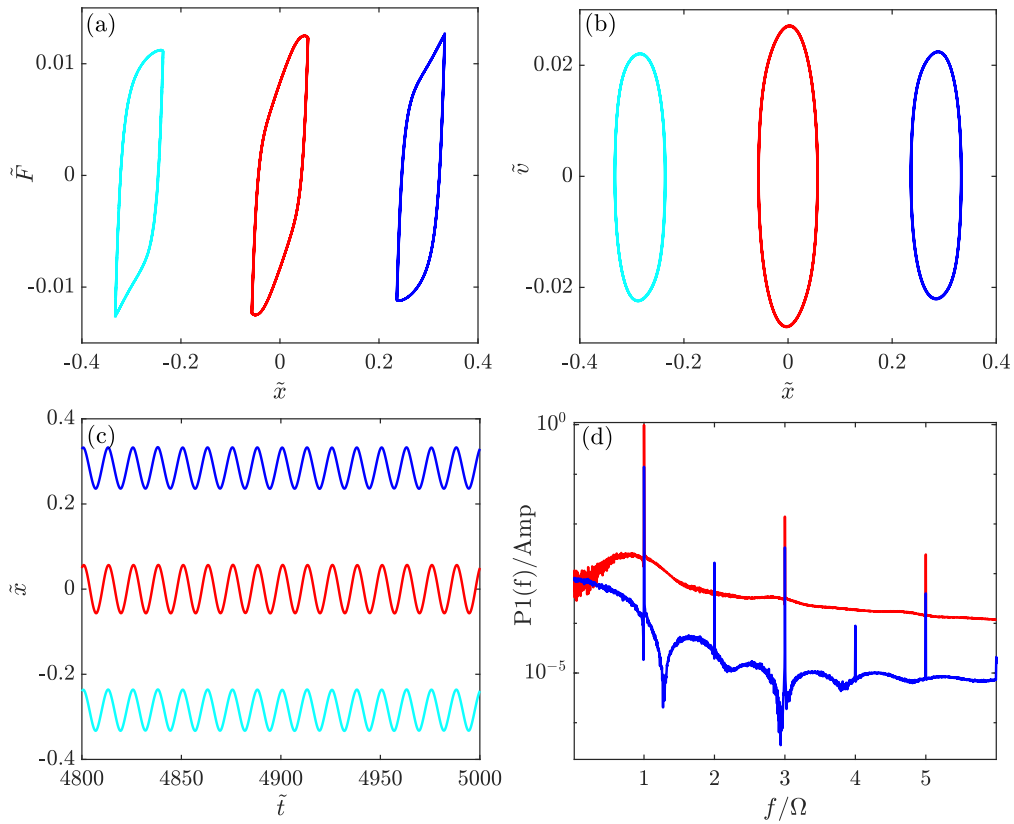 (a)
0.01
0
-0.01
F̃
-0.4 -0.2 0 0.2 0.4
x̃
(b)
0.02
0
-0.02
ṽ
-0.4 -0.2 0 0.2 0.4
x̃
(c)
0.4
0.2
0
-0.2
-0.4
x̃
4800 4850 4900 4950 5000
t̃
(d)
10⁰
10⁻⁵
P1(f)/Amp
1 2 3 4 5
f/Ω